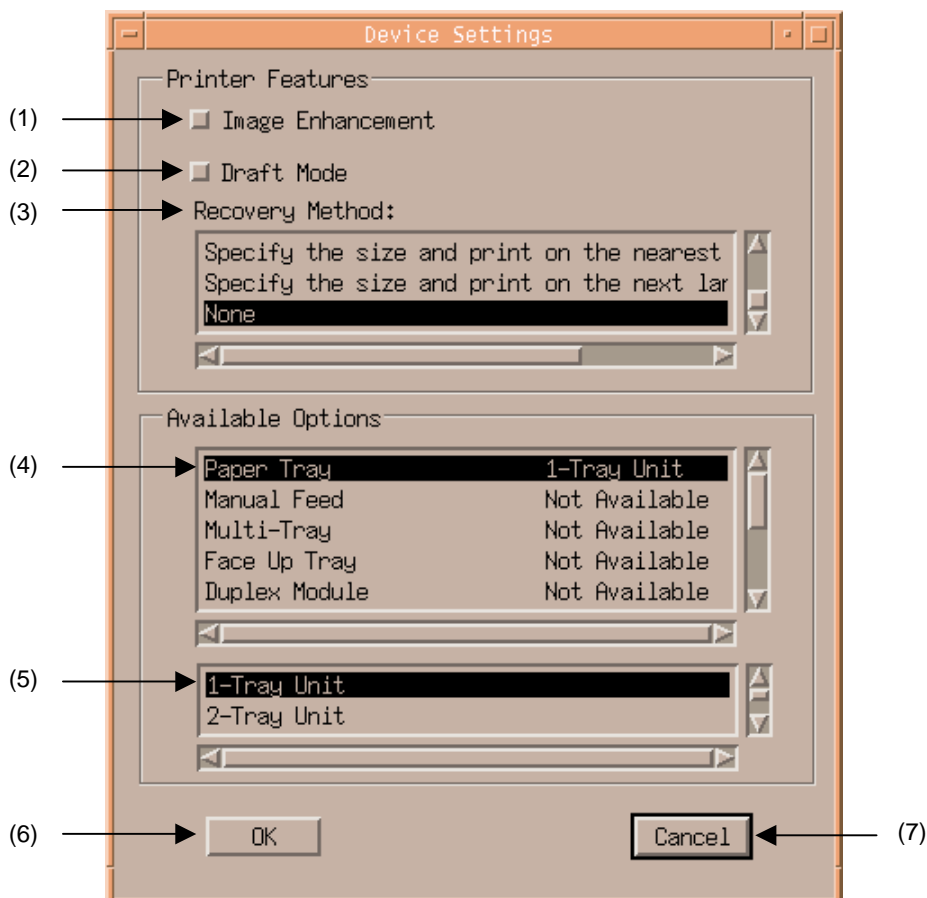 Device Settings
Printer Features
(1) Image Enhancement
(2) Draft Mode
(3) Recovery Method:
Specify the size and print on the nearest
Specify the size and print on the next lar
None
Available Options
(4) Paper Tray 1-Tray Unit
Manual Feed Not Available
Multi-Tray Not Available
Face Up Tray Not Available
Duplex Module Not Available
(5) 1-Tray Unit
2-Tray Unit
(6) OK Cancel (7)